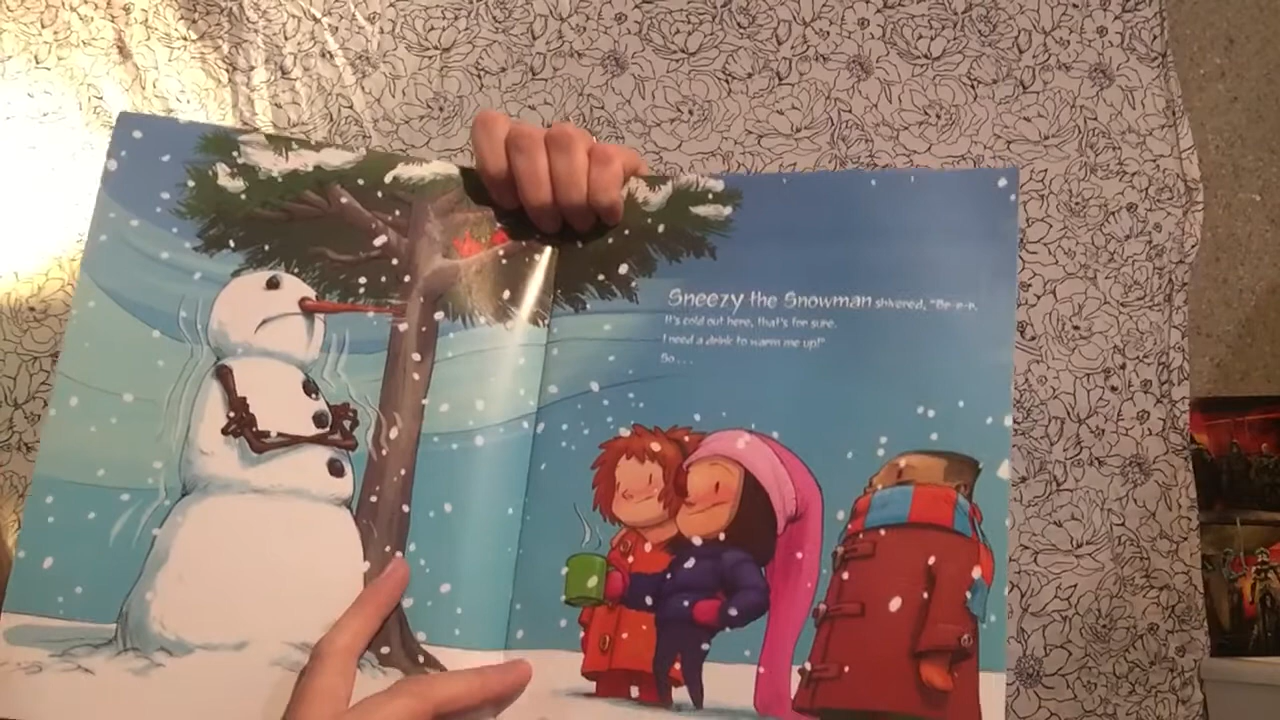 Sneezy the Snowman shivered, "Br-r-r.
It's cold out here, that's for sure.
I need a drink to warm me up!"
So . . .